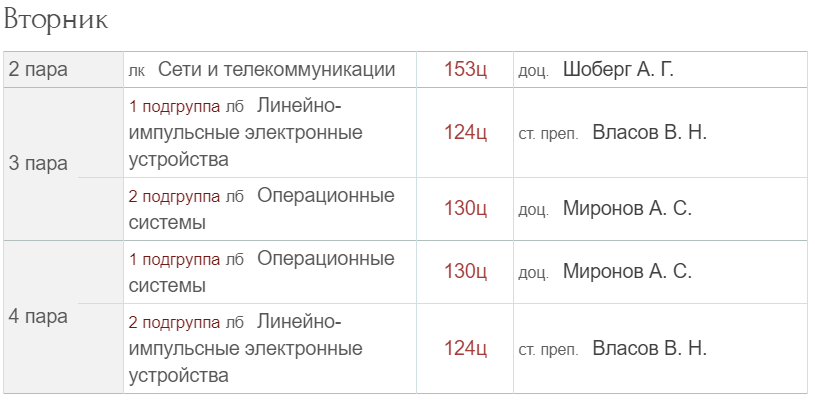 Вторник
2 пара лк Сети и телекоммуникации 153ц доц. Шоберг А. Г.
3 пара
1 подгруппа лб Линейно-
импульсные электронные
устройства
124ц ст. преп. Власов В. Н.
2 подгруппа лб Операционные
системы
130ц доц. Миронов А. С.
4 пара
1 подгруппа лб Операционные
системы
130ц доц. Миронов А. С.
2 подгруппа лб Линейно-
импульсные электронные
устройства
124ц ст. преп. Власов В. Н.